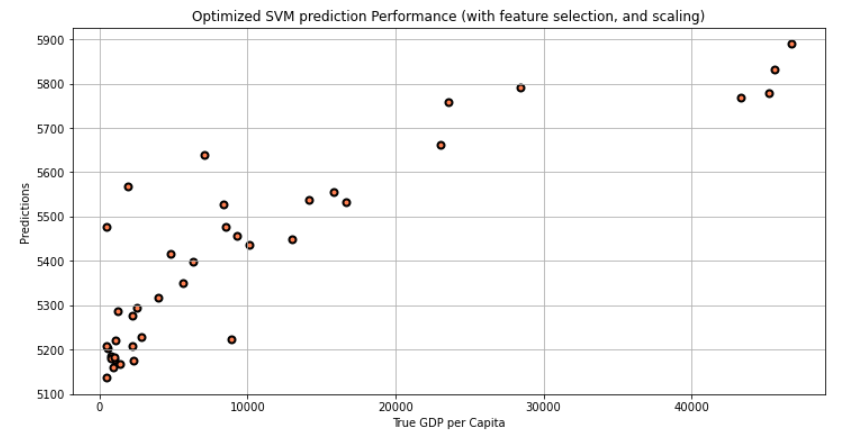 Optimized SVM prediction Performance (with feature selection, and scaling)
5900
5800
5700
5600
5500
5400
5300
5200
5100
Predictions
0 10000 20000 30000 40000
True GDP per Capita